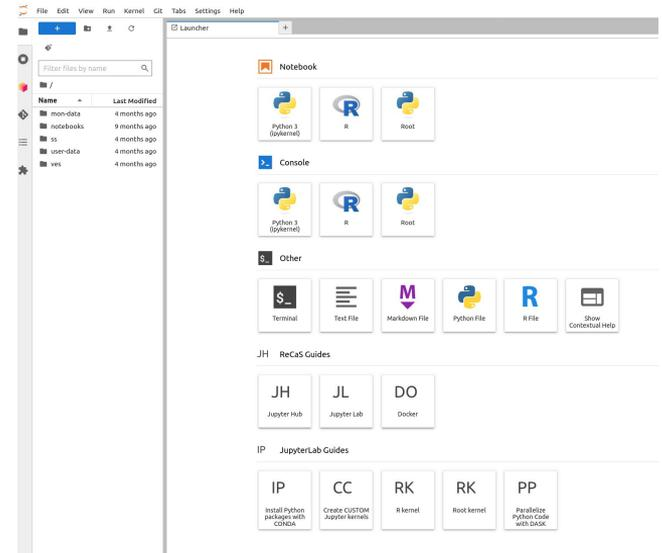 File Edit View Run Kernel Git Tabs Settings Help
+
Launcher
+
Filter files by name
/
Name Last Modified
mon-data 4 months ago
notebooks 9 months ago
ss 4 months ago
user-data 4 months ago
ves 4 months ago
Notebook
Python 3
(ipykernel)
R
R
Root
>_ Console
Python 3
(ipykernel)
R
R
Root
$_ Other
$_
Terminal
Text File
M
Markdown File
Python File
R
R File
Show
Contextual Help
JH ReCaS Guides
JH
Jupyter Hub
JL
Jupyter Lab
DO
Docker
IP JupyterLab Guides
IP
Install Python
packages with
CONDA
CC
Create CUSTOM
Jupyter kernels
RK
R kernel
RK
Root kernel
PP
Parallelize
Python Code
with DASK